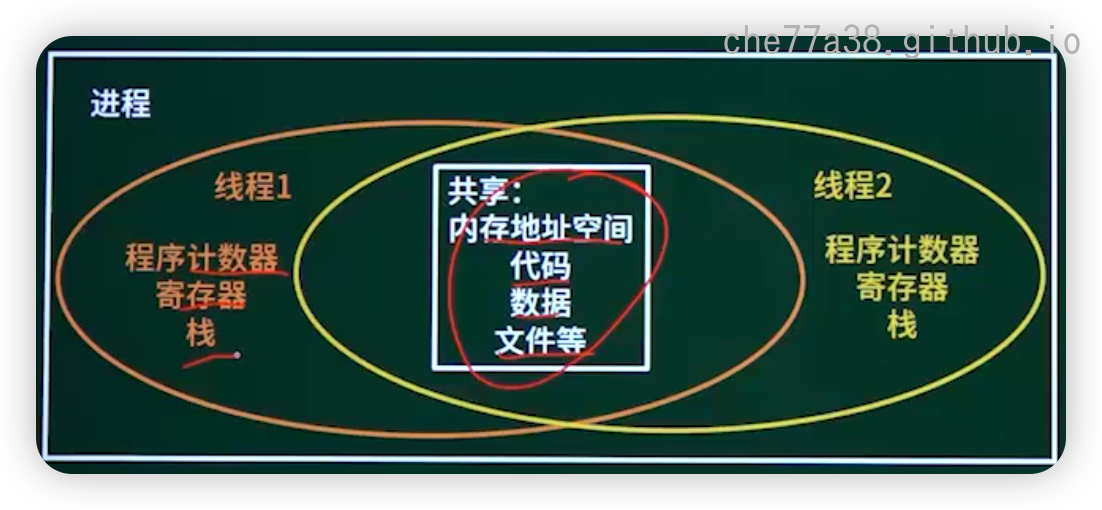 che77a38.github.io
进程
线程1
程序计数器
寄存器
栈
共享:
内存地址空间
代码
数据
文件等
线程2
程序计数器
寄存器
栈